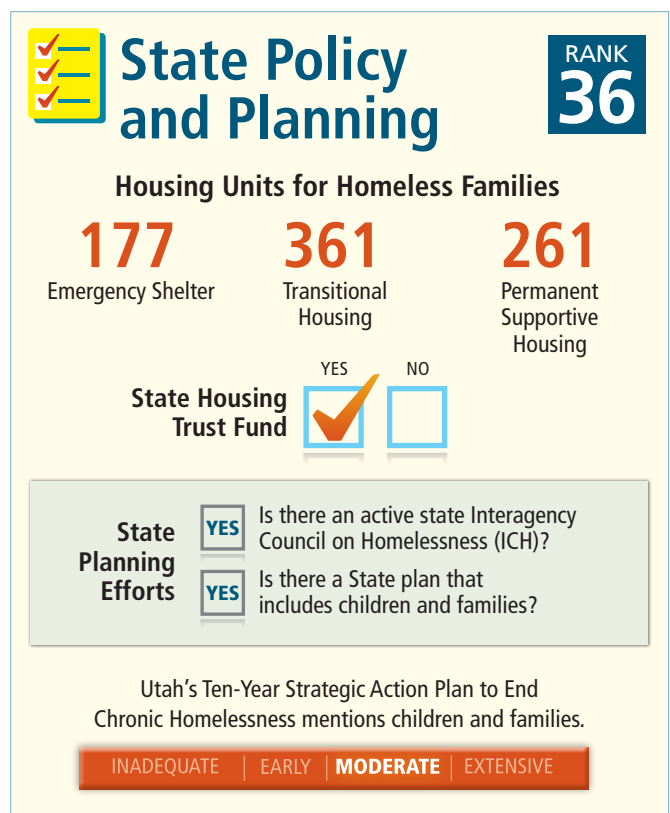 State Policy
and Planning
RANK
36
Housing Units for Homeless Families
177
Emergency Shelter
361
Transitional
Housing
261
Permanent
Supportive
Housing
YES NO
State Housing
Trust Fund
State
Planning
Efforts
YES
Is there an active state Interagency
Council on Homelessness (ICH)?
YES
Is there a State plan that
includes children and families?
Utah’s Ten-Year Strategic Action Plan to End
Chronic Homelessness mentions children and families.
INADEQUATE | EARLY | MODERATE | EXTENSIVE